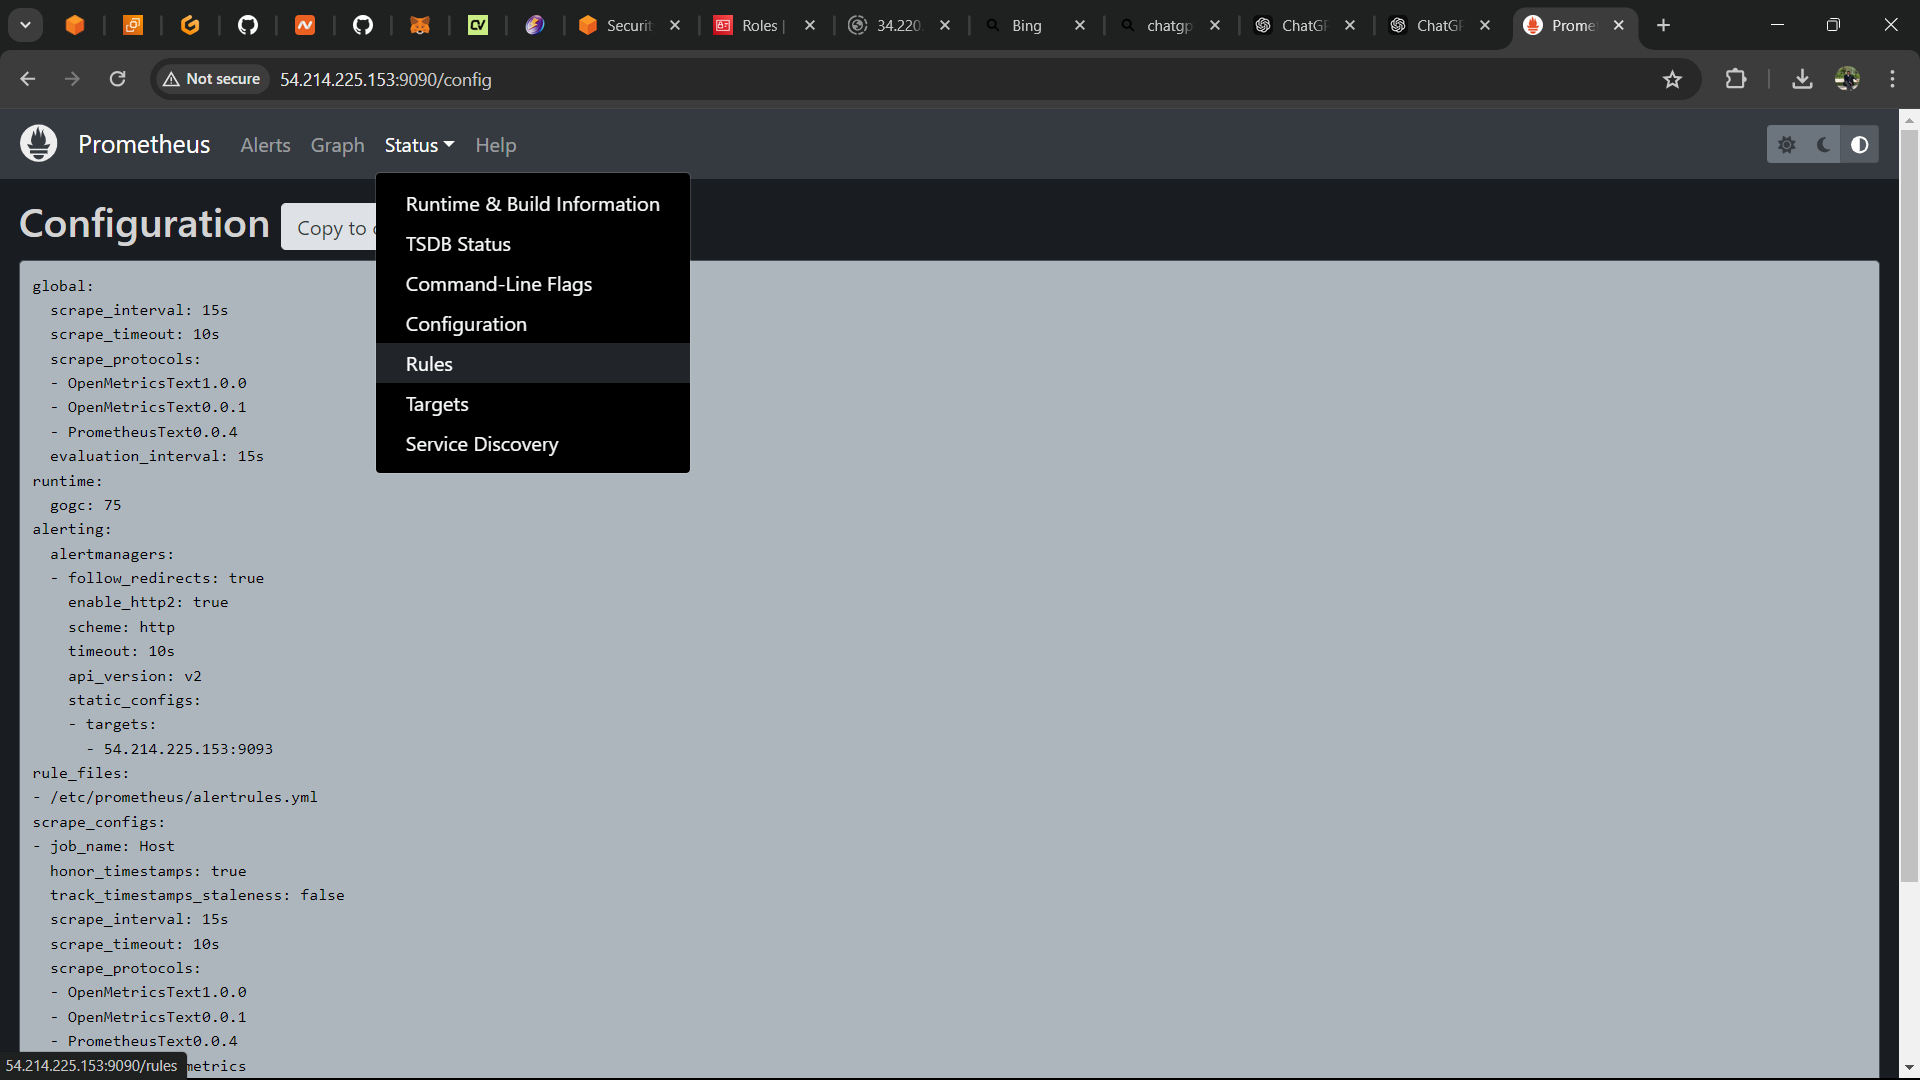 Securit
Roles |
34.220.
Bing
chatgp
ChatGP
ChatGP
Prome
Not secure
54.214.225.153:9090/config
Prometheus
Alerts
Graph
Status
Help
Configuration
Copy to
Runtime & Build Information
TSDB Status
Command-Line Flags
Configuration
Rules
Targets
Service Discovery
global:
scrape_interval: 15s
scrape_timeout: 10s
scrape_protocols:
- OpenMetricsText1.0.0
- OpenMetricsText0.0.1
- PrometheusText0.0.4
evaluation_interval: 15s
runtime:
gogc: 75
alerting:
alertmanagers:
- follow_redirects: true
enable_http2: true
scheme: http
timeout: 10s
api_version: v2
static_configs:
- targets:
- 54.214.225.153:9093
rule_files:
- /etc/prometheus/alertrules.yml
scrape_configs:
- job_name: Host
honor_timestamps: true
track_timestamps_staleness: false
scrape_interval: 15s
scrape_timeout: 10s
scrape_protocols:
- OpenMetricsText1.0.0
- OpenMetricsText0.0.1
- PrometheusText0.0.4
metrics
54.214.225.153:9090/rules